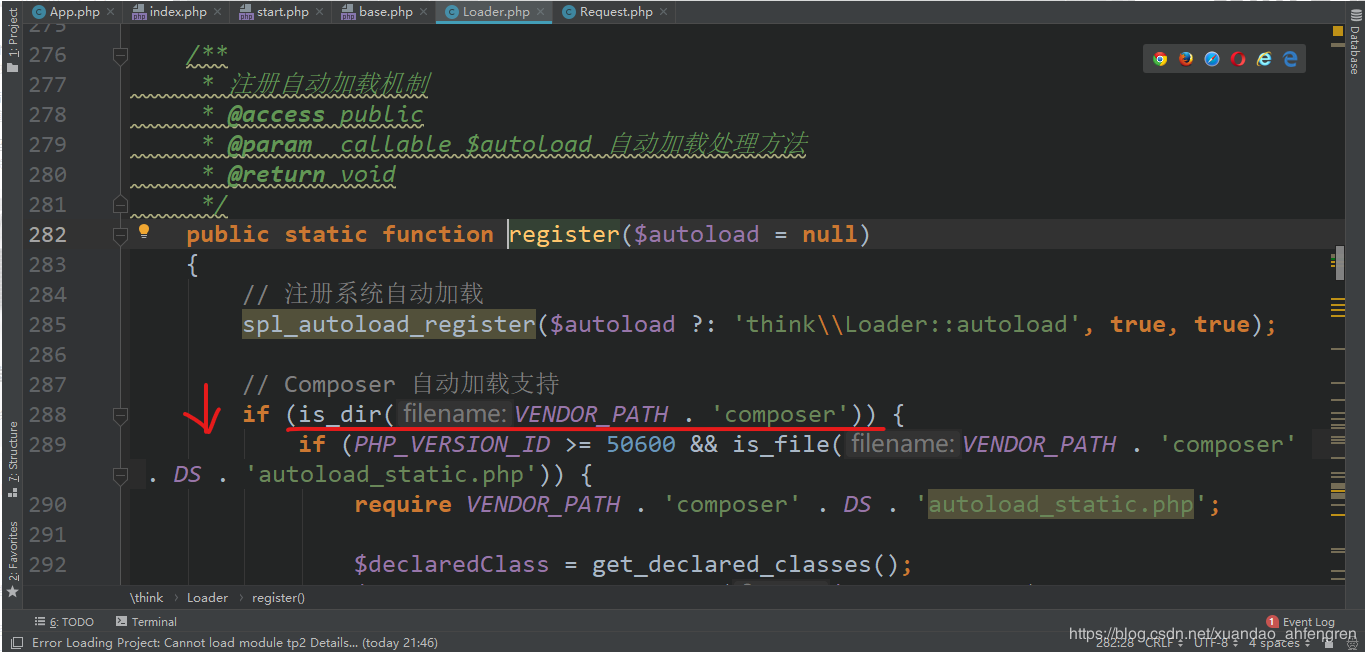 App.php index.php start.php base.php Loader.php Request.php
1: Project
Database
275
276 /**
277 * 注册自动加载机制
278 * @access public
279 * @param callable $autoload 自动加载处理方法
280 * @return void
281 */
282 public static function register($autoload = null)
283 {
284 // 注册系统自动加载
285 spl_autoload_register($autoload ?: 'think\\Loader::autoload', true, true);
286
287 // Composer 自动加载支持
288 if (is_dir( filename: VENDOR_PATH . 'composer')) {
289 if (PHP_VERSION_ID >= 50600 && is_file( filename: VENDOR_PATH . 'composer'
. DS . 'autoload_static.php')) {
290 require VENDOR_PATH . 'composer' . DS . 'autoload_static.php';
291
292 $declaredClass = get_declared_classes();
7: Structure
2: Favorites
\think › Loader › register()
6: TODO Terminal
1 Event Log
Error Loading Project: Cannot load module tp2 Details... (today 21:46)
282:28 CRLF UTF-8 4 spaces
https://blog.csdn.net/xuandao_ahfengren